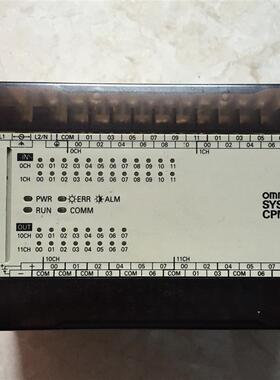 L1 L2/N COM 01 03 05 07 09 11 01 03 05
00 02 04 06 08 10 00 02 04
0CH 1CH
IN 00 01 02 03 04 05 06 07 08 09 10 11
0CH
1CH 00 01 02 03 04 05 06 07 08 09 10 11
PWR ERR ALM
RUN COMM
omr
SYS
CPM
OUT 00 01 02 03 04 05 06 07
10CH
11CH 00 01 02 03 04 05 06 07
10CH 11CH
+ 00 01 02 03 04 06 00 01 03 04 06
− COM COM COM COM 05 07 COM 02 COM 05